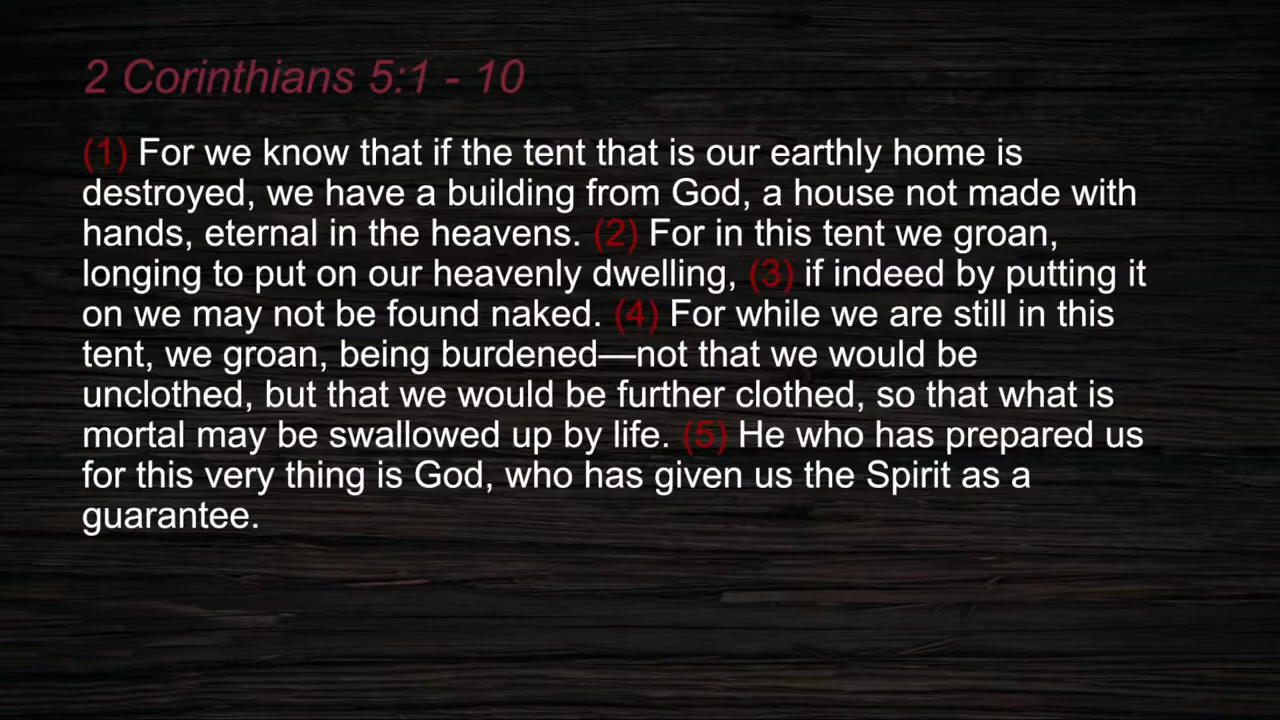 2 Corinthians 5:1 - 10
(1) For we know that if the tent that is our earthly home is
destroyed, we have a building from God, a house not made with
hands, eternal in the heavens. (2) For in this tent we groan,
longing to put on our heavenly dwelling, (3) if indeed by putting it
on we may not be found naked. (4) For while we are still in this
tent, we groan, being burdened—not that we would be
unclothed, but that we would be further clothed, so that what is
mortal may be swallowed up by life. (5) He who has prepared us
for this very thing is God, who has given us the Spirit as a
guarantee.